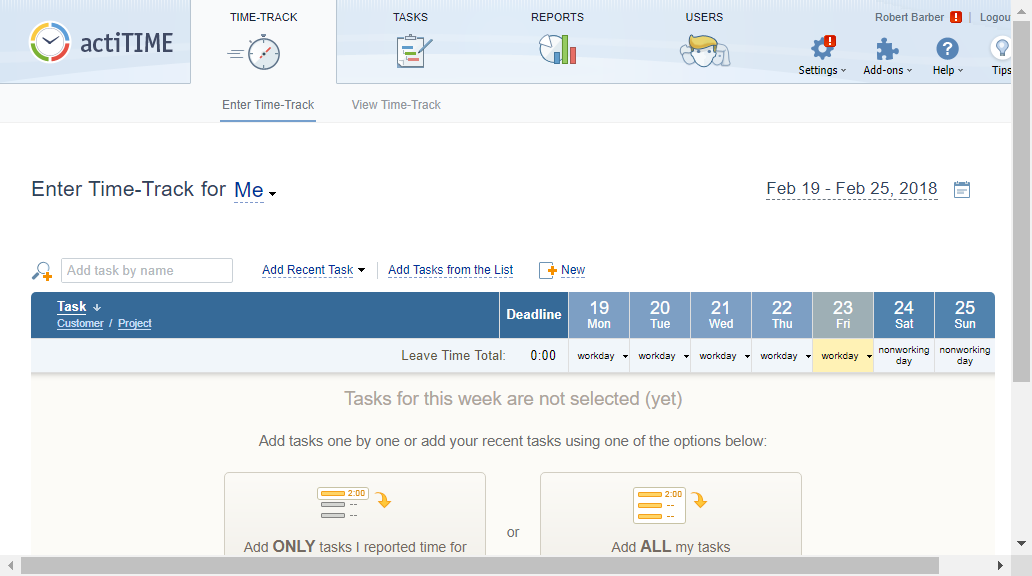 actiTIME
TIME-TRACK
TASKS
REPORTS
USERS
Robert Barber ! | Logou
Settings
Add-ons
Help
Tips
Enter Time-Track
View Time-Track
Enter Time-Track for Me
Feb 19 - Feb 25, 2018
Add task by name
Add Recent Task
Add Tasks from the List
New
Task
Customer / Project
Deadline
19 Mon
20 Tue
21 Wed
22 Thu
23 Fri
24 Sat
25 Sun
Leave Time Total: 0:00
workday
workday
workday
workday
workday
nonworking day
nonworking day
Tasks for this week are not selected (yet)
Add tasks one by one or add your recent tasks using one of the options below:
2:00
--
--
Add ONLY tasks I reported time for
or
2:00
--
--
Add ALL my tasks